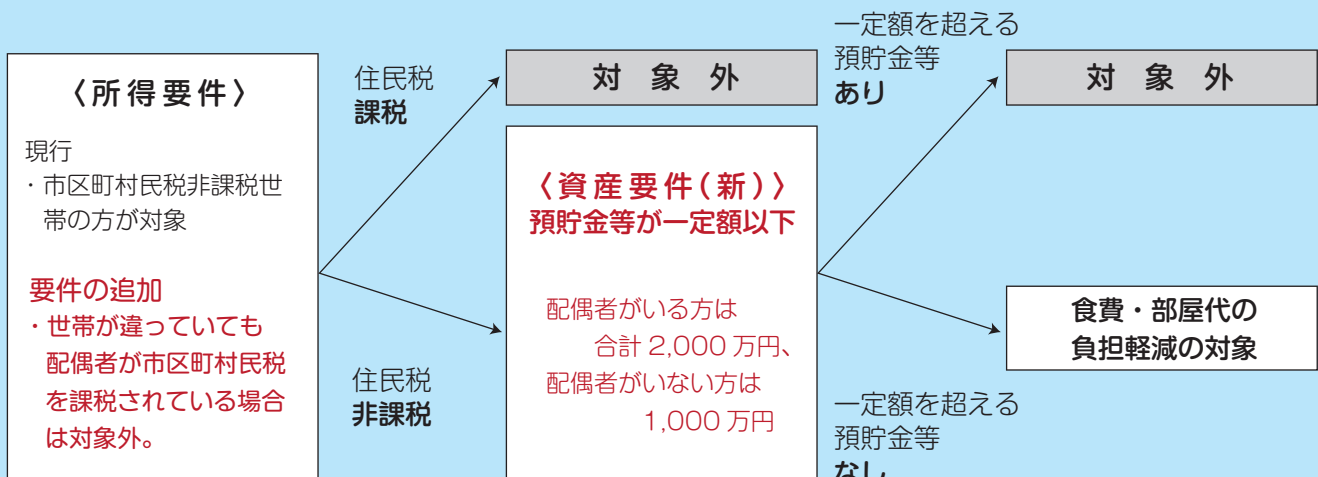 〈所得要件〉
現行
・市区町村民税非課税世
帯の方が対象
要件の追加
・世帯が違っていても
配偶者が市区町村民税
を課税されている場合
は対象外。
住民税
課税
住民税
非課税
対 象 外
〈資産要件(新)〉
預貯金等が一定額以下
配偶者がいる方は
合計 2,000 万円、
配偶者がいない方は
1,000 万円
一定額を超える
預貯金等
あり
一定額を超える
預貯金等
なし
対 象 外
食費・部屋代の
負担軽減の対象